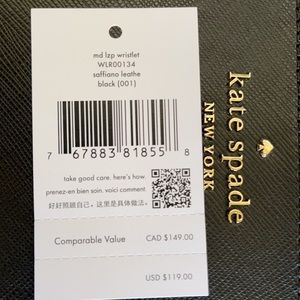 md lzp wristlet
WLR00134
saffiano leathe
black (001)
7 67883 81855 8
take good care. here's how.
prenez-en bien soin. voici comment.
好好照顾自己。这里是具体做法。
Comparable Value CAD $149.00
USD $119.00
kate spade
NEW YORK